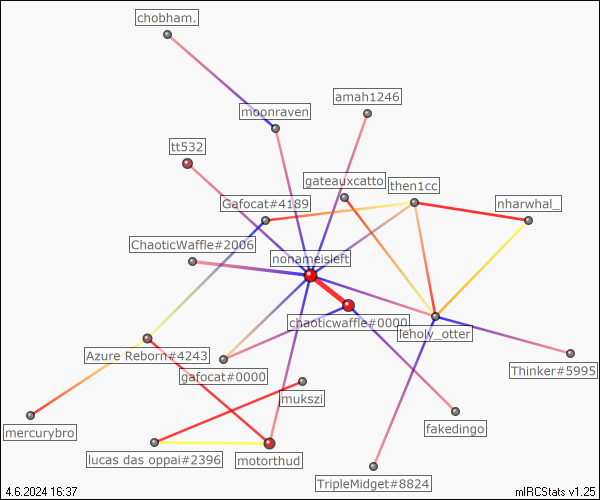 chobham.
amah1246
moonraven
tt532
gateauxcatto
then1cc
Gafocat#4189
nharwhal_
ChaoticWaffle#2006
nonameisleft
chaoticwaffle#0000
leholy_otter
Azure Reborn#4243
gafocat#0000
Thinker#5995
mukszi
mercurybro
fakedingo
lucas das oppai#2396
motorthud
TripleMidget#8824
4.6.2024 16:37
mIRCStats v1.25